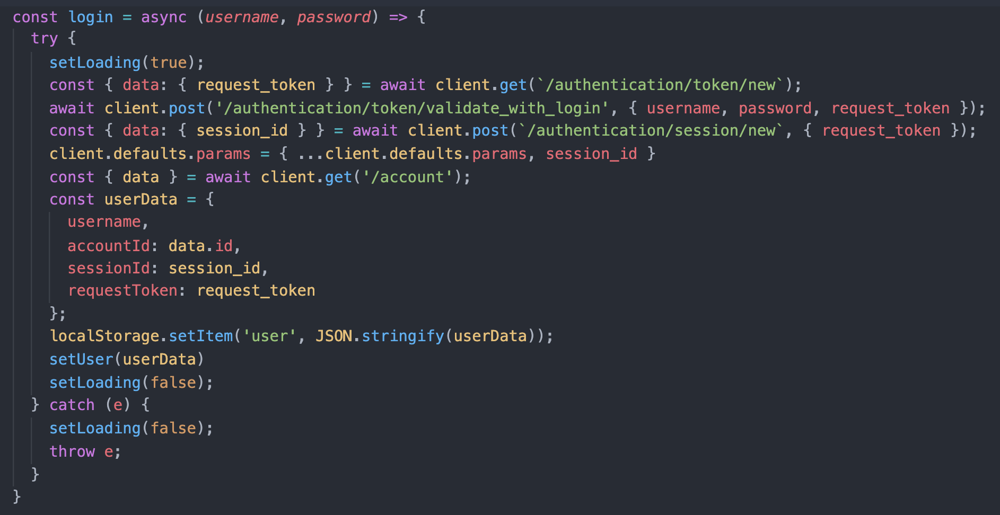 const login = async (username, password) => {
try {
setLoading(true);
const { data: { request_token } } = await client.get(`/authentication/token/new`);
await client.post('/authentication/token/validate_with_login', { username, password, request_token });
const { data: { session_id } } = await client.post(`/authentication/session/new`, { request_token });
client.defaults.params = { ...client.defaults.params, session_id }
const { data } = await client.get('/account');
const userData = {
username,
accountId: data.id,
sessionId: session_id,
requestToken: request_token
};
localStorage.setItem('user', JSON.stringify(userData));
setUser(userData)
setLoading(false);
} catch (e) {
setLoading(false);
throw e;
}
}